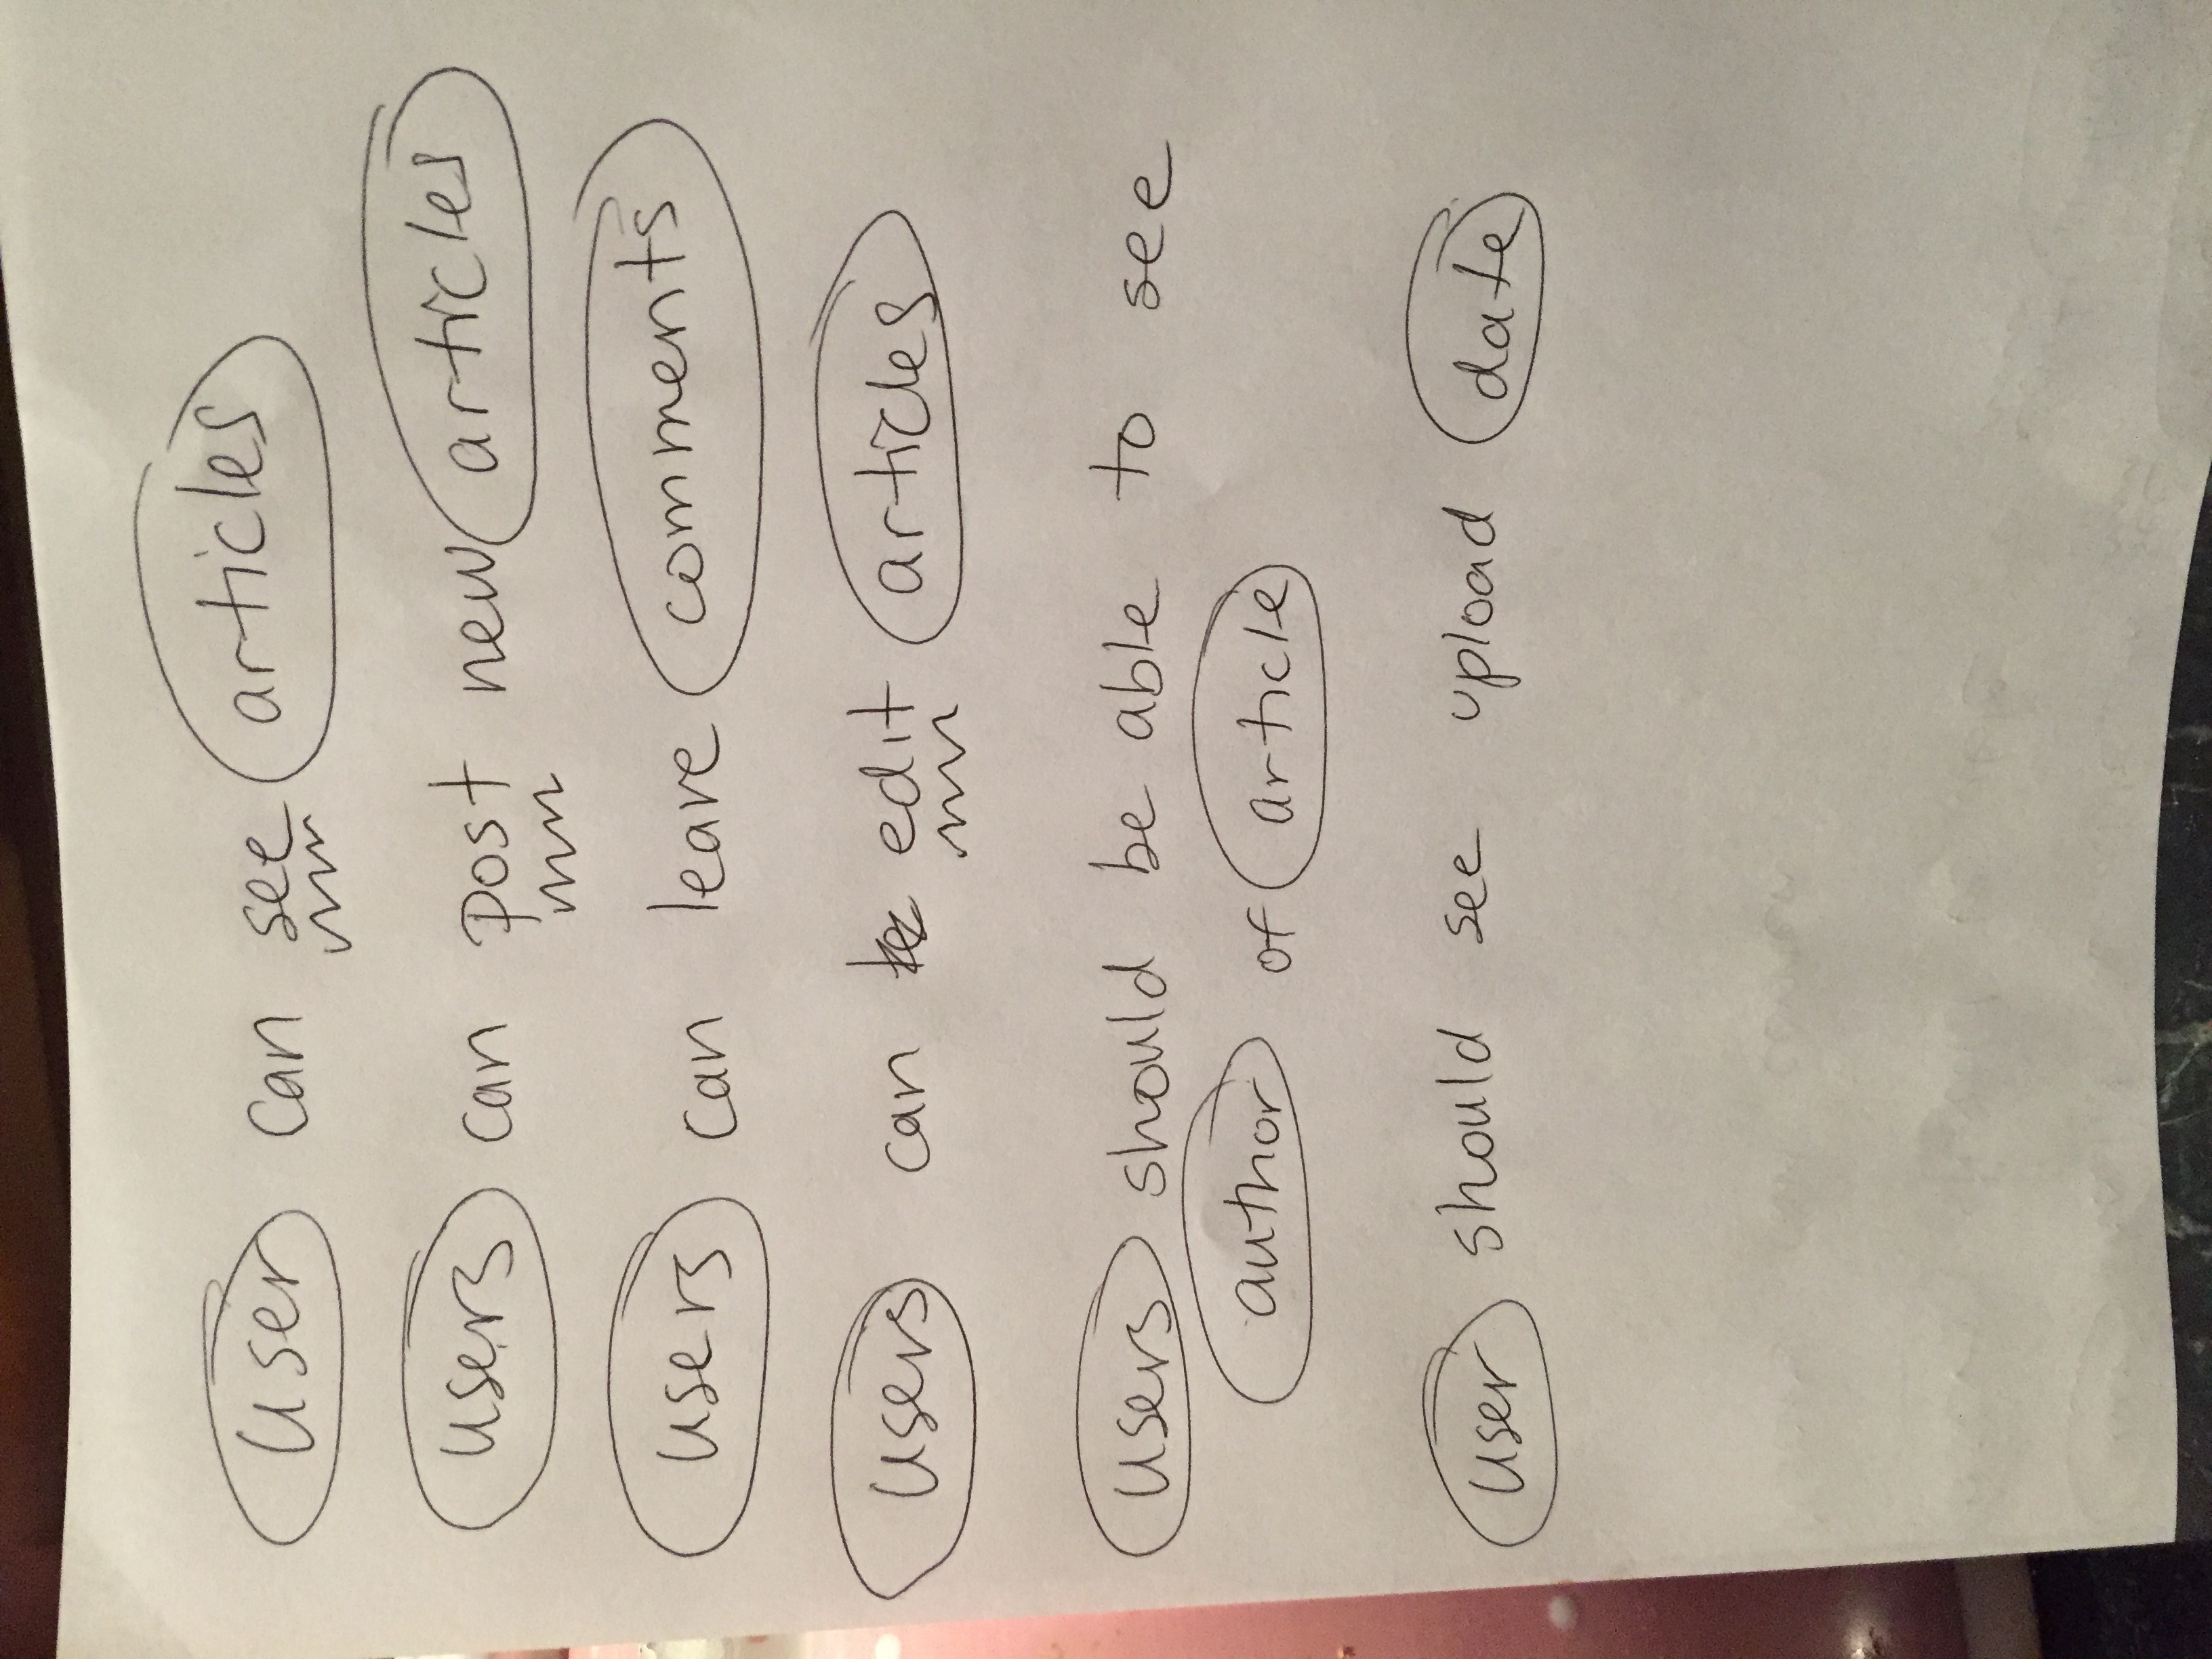 user can see articles
users can post new articles
users can leave comments
users can edit articles
users should be able to see
author of article
user should see upload date